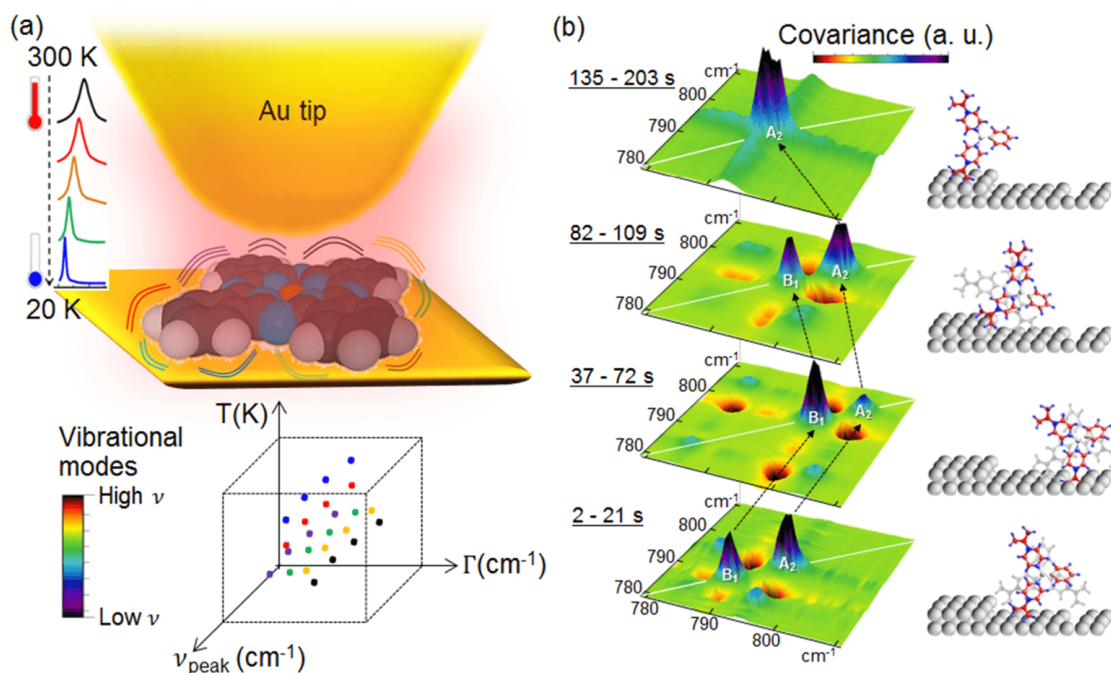 (a)
300 K
20 K
Au tip
T(K)
Vibrational
modes
High ν
Low ν
Γ(cm⁻¹)
νpeak (cm⁻¹)
(b)
Covariance (a. u.)
135 - 203 s
cm⁻¹
800
790
780
A₂
82 - 109 s
cm⁻¹
800
790
780
B₁
A₂
37 - 72 s
cm⁻¹
800
790
780
B₁
A₂
2 - 21 s
cm⁻¹
800
790
780
B₁
A₂
780
790
800
cm⁻¹